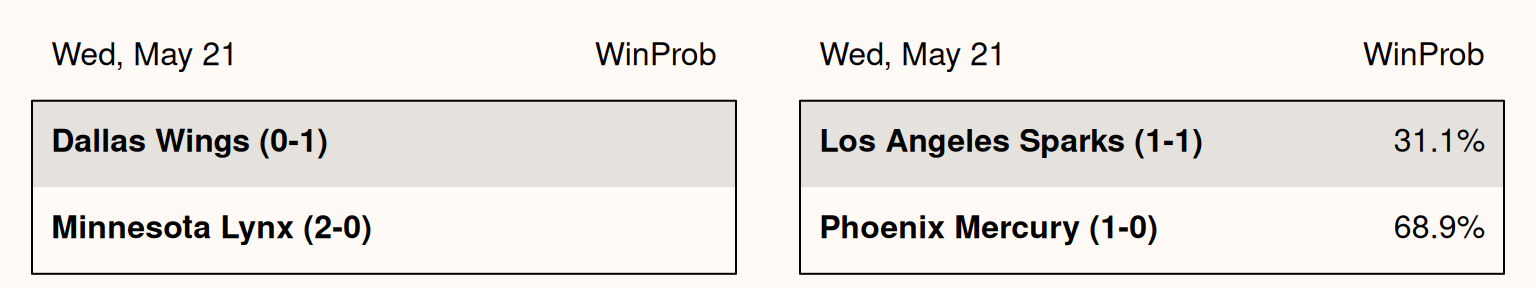 Wed, May 21 WinProb
Dallas Wings (0-1)
Minnesota Lynx (2-0)
Wed, May 21 WinProb
Los Angeles Sparks (1-1) 31.1%
Phoenix Mercury (1-0) 68.9%